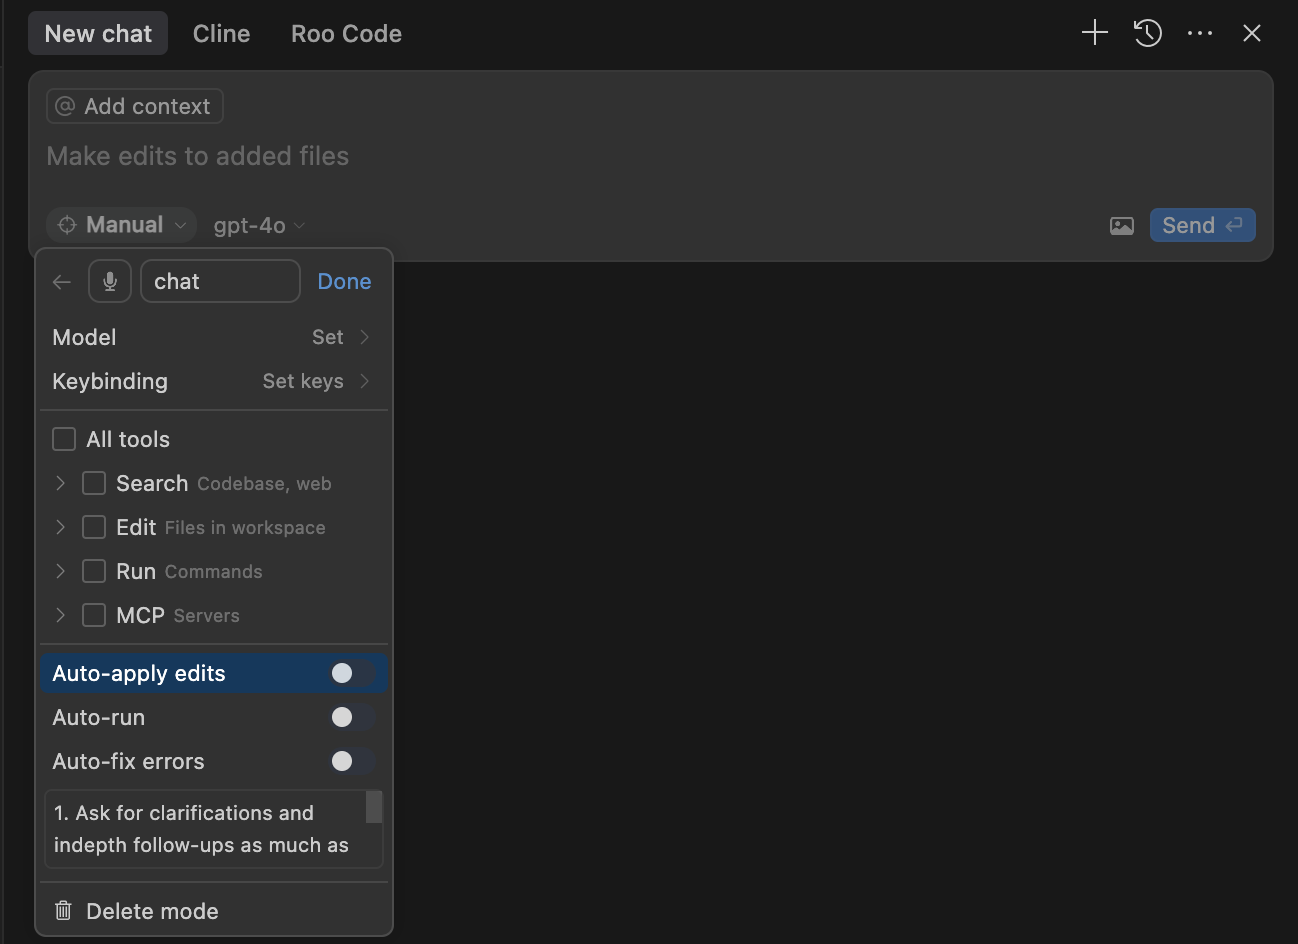 New chat Cline Roo Code
@ Add context
Make edits to added files
Manual gpt-4o Send
chat Done
Model Set
Keybinding Set keys
All tools
Search Codebase, web
Edit Files in workspace
Run Commands
MCP Servers
Auto-apply edits
Auto-run
Auto-fix errors
1. Ask for clarifications and
indepth follow-ups as much as
Delete mode